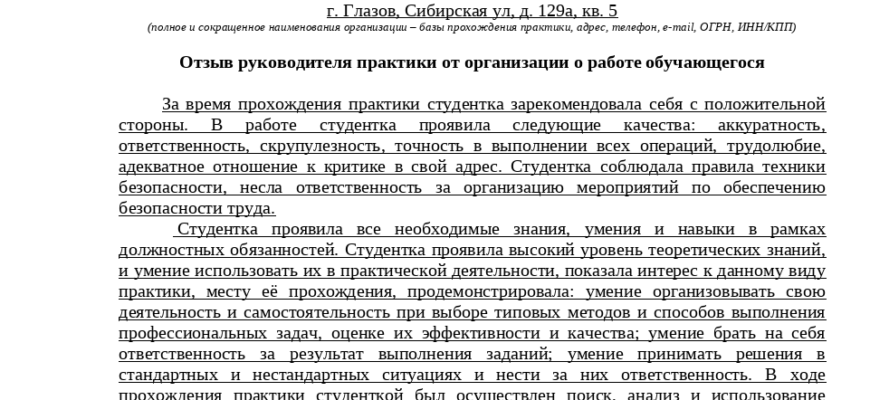 г. Глазов, Сибирская ул, д. 129а, кв. 5
(полное и сокращенное наименования организации – базы прохождения практики, адрес, телефон, e-mail, ОГРН, ИНН/КПП)
Отзыв руководителя практики от организации о работе обучающегося
За время прохождения практики студентка зарекомендовала себя с положительной
стороны. В работе студентка проявила следующие качества: аккуратность,
ответственность, скрупулезность, точность в выполнении всех операций, трудолюбие,
адекватное отношение к критике в свой адрес. Студентка соблюдала правила техники
безопасности, несла ответственность за организацию мероприятий по обеспечению
безопасности труда.
Студентка проявила все необходимые знания, умения и навыки в рамках
должностных обязанностей. Студентка проявила высокий уровень теоретических знаний,
и умение использовать их в практической деятельности, показала интерес к данному виду
практики, месту её прохождения, продемонстрировала: умение организовывать свою
деятельность и самостоятельность при выборе типовых методов и способов выполнения
профессиональных задач, оценке их эффективности и качества; умение брать на себя
ответственность за результат выполнения заданий; умение принимать решения в
стандартных и нестандартных ситуациях и нести за них ответственность. В ходе
прохождения практики студенткой был осуществлен поиск, анализ и использование